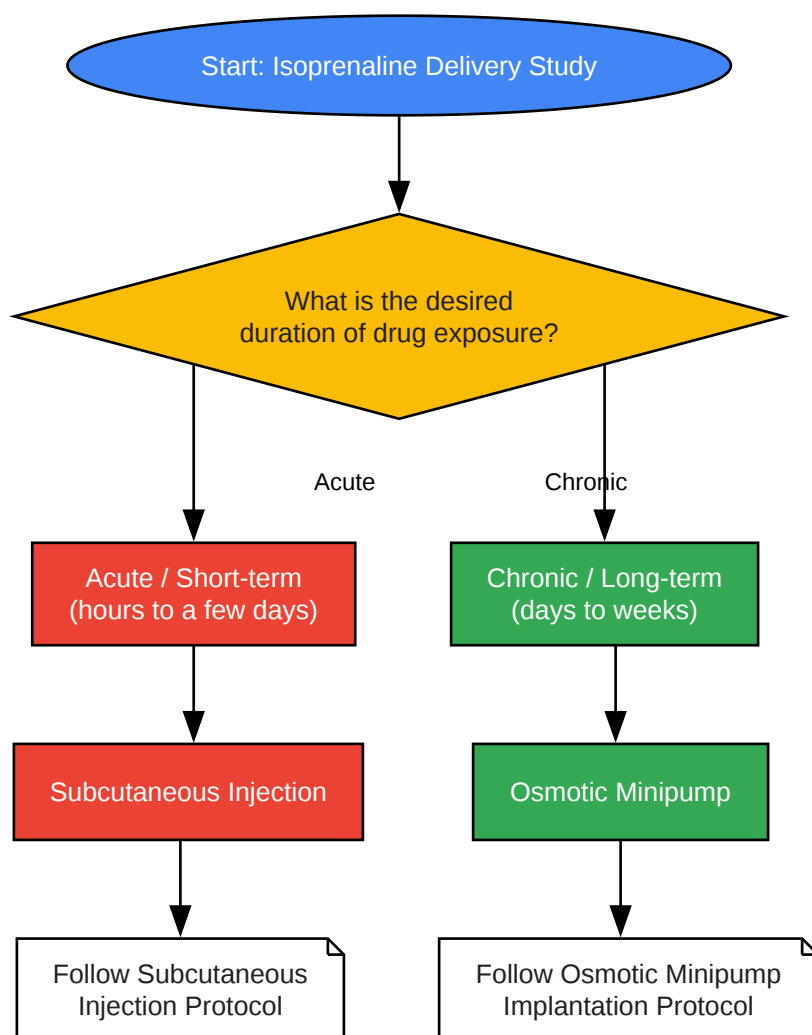 Start: Isoprenaline Delivery Study
What is the desired
duration of drug exposure?
Acute
Chronic
Acute / Short-term
(hours to a few days)
Chronic / Long-term
(days to weeks)
Subcutaneous Injection
Osmotic Minipump
Follow Subcutaneous
Injection Protocol
Follow Osmotic Minipump
Implantation Protocol